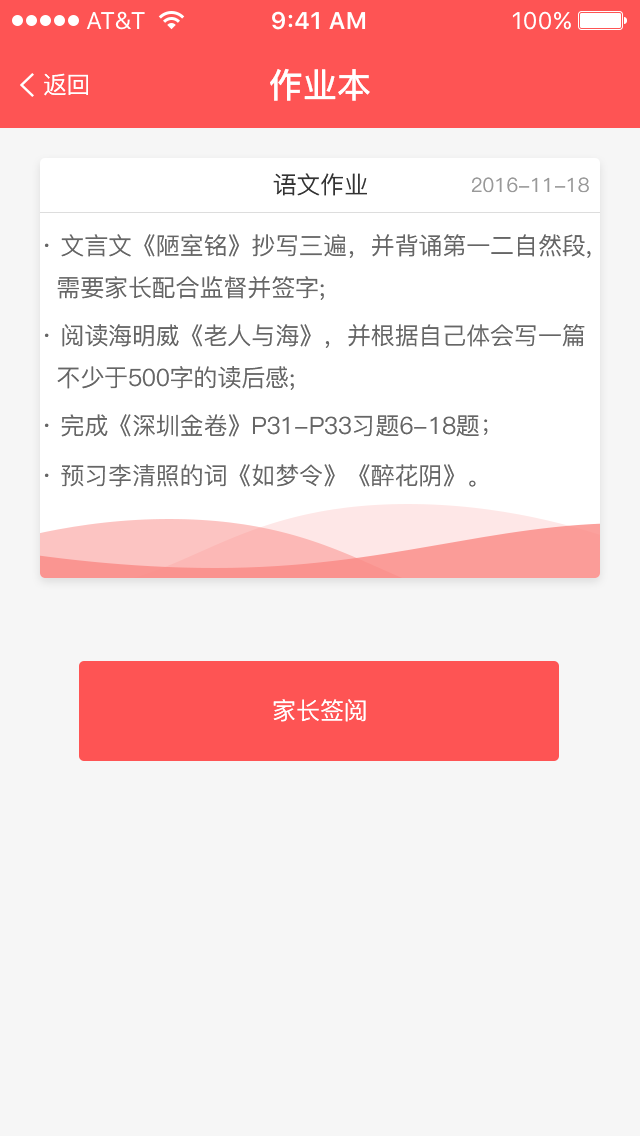 AT&T 9:41 AM 100%
返回 作业本
语文作业 2016-11-18
· 文言文《陋室铭》抄写三遍，并背诵第一二自然段，
需要家长配合监督并签字;
· 阅读海明威《老人与海》，并根据自己体会写一篇
不少于500字的读后感;
· 完成《深圳金卷》P31-P33习题6-18题；
· 预习李清照的词《如梦令》《醉花阴》。
家长签阅